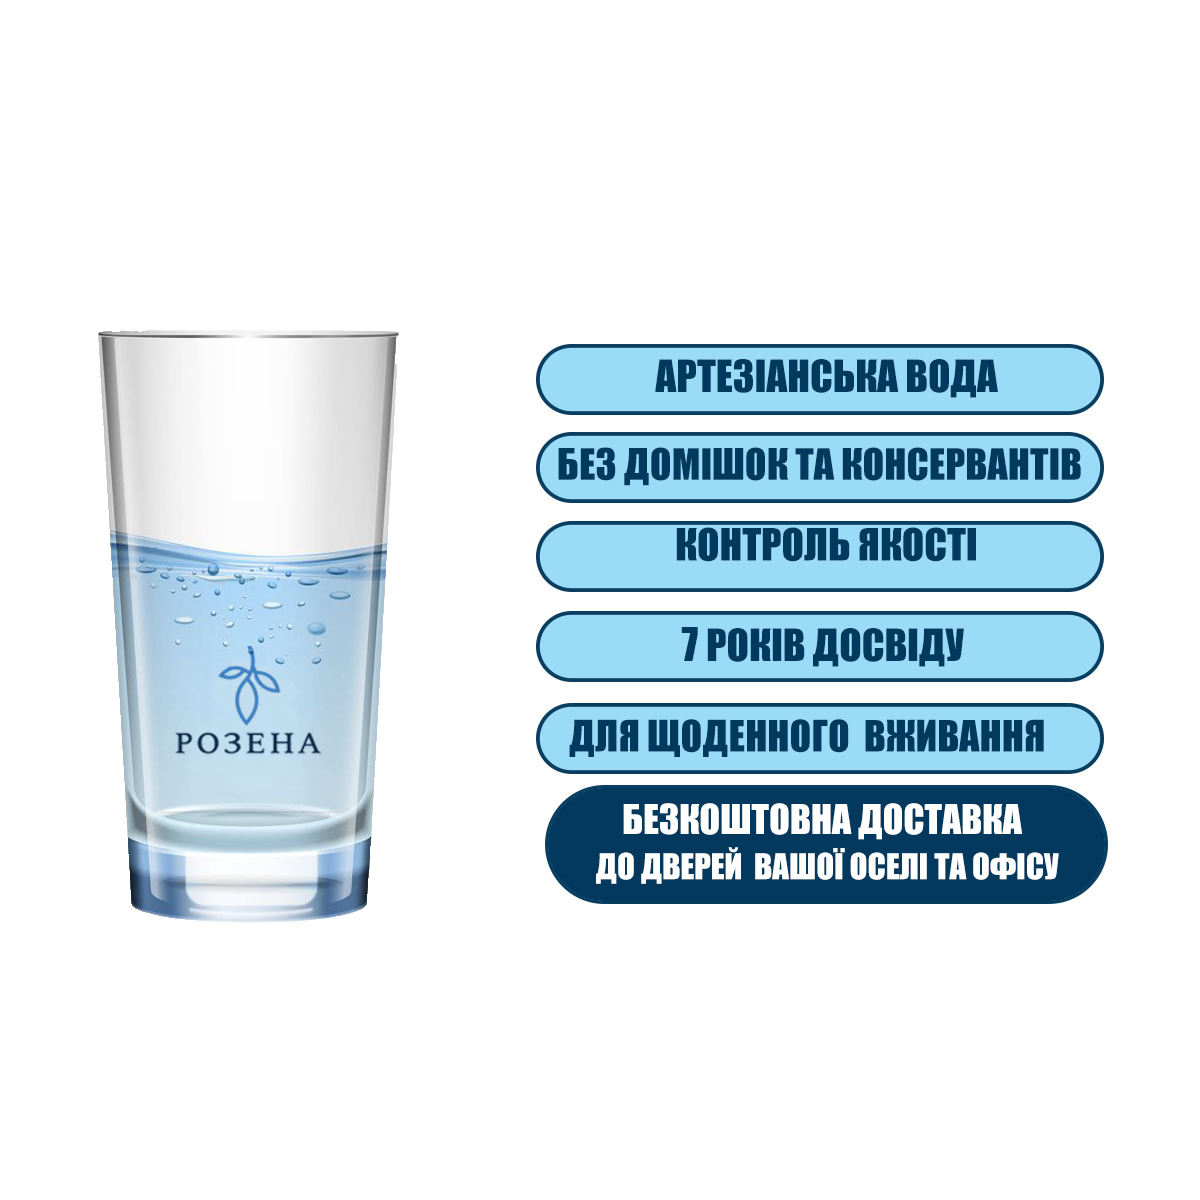 РОЗЕНА
АРТЕЗІАНСЬКА ВОДА
БЕЗ ДОМІШОК ТА КОНСЕРВАНТІВ
КОНТРОЛЬ ЯКОСТІ
7 РОКІВ ДОСВІДУ
ДЛЯ ЩОДЕННОГО ВЖИВАННЯ
БЕЗКОШТОВНА ДОСТАВКА
ДО ДВЕРЕЙ ВАШОЇ ОСЕЛІ ТА ОФІСУ